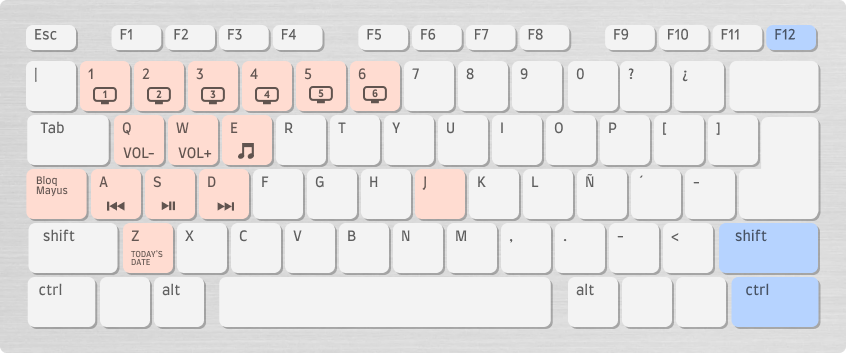 Esc F1 F2 F3 F4 F5 F6 F7 F8 F9 F10 F11 F12
| 1 2 3 4 5 6 7 8 9 0 ? ¿
1 2 3 4 5 6
Tab Q W E R T Y U I O P [ ]
VOL- VOL+
Bloq
Mayus
A S D F G H J K L Ñ ´ -
shift Z X C V B N M , . - < shift
TODAY'S
DATE
ctrl alt alt ctrl